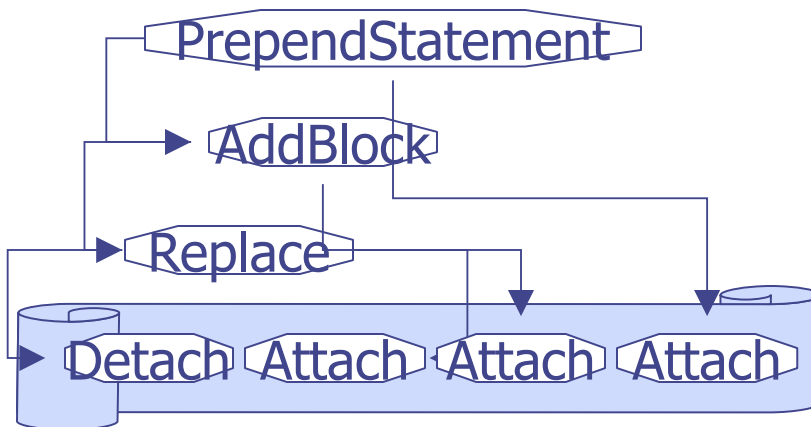 PrependStatement
AddBlock
Replace
Detach Attach Attach Attach